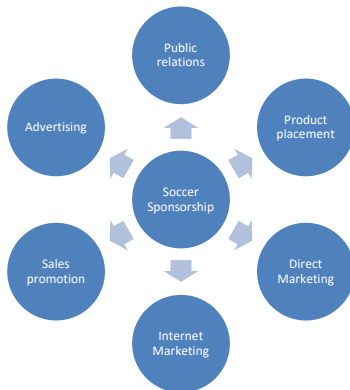 Public
relations
Advertising
Product
placement
Soccer
Sponsorship
Sales
promotion
Direct
Marketing
Internet
Marketing